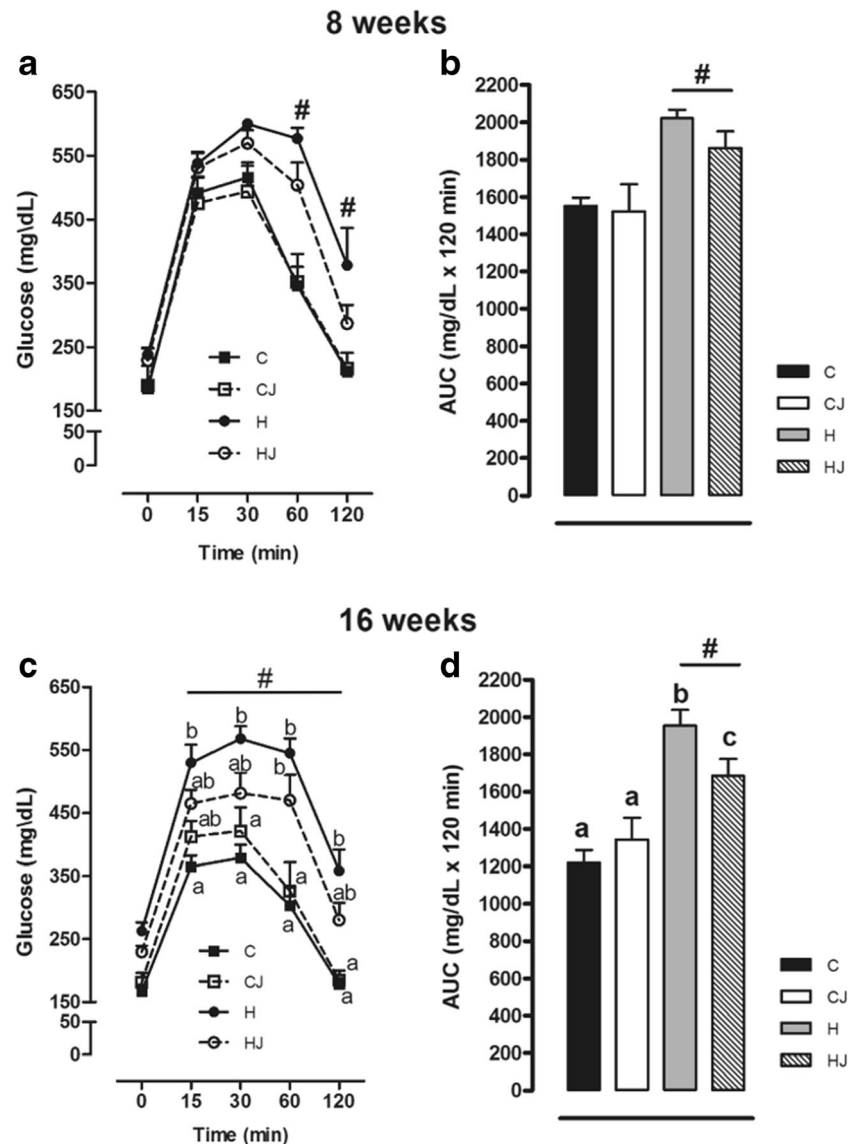 8 weeks
a
650
550
450
350
250
150
50
0
Glucose (mg\dL)
#
#
C
CJ
H
HJ
0 15 30 60 120
Time (min)
b
2200
2000
1800
1600
1400
1200
1000
800
600
400
200
0
AUC (mg/dL x 120 min)
#
C
CJ
H
HJ
16 weeks
c
650
550
450
350
250
150
50
0
Glucose (mg\dL)
#
b b b
ab ab b
ab a
a a a
a
b
ab
a
a
C
CJ
H
HJ
0 15 30 60 120
Time (min)
d
2200
2000
1800
1600
1400
1200
1000
800
600
400
200
0
AUC (mg/dL x 120 min)
#
a a b c
C
CJ
H
HJ